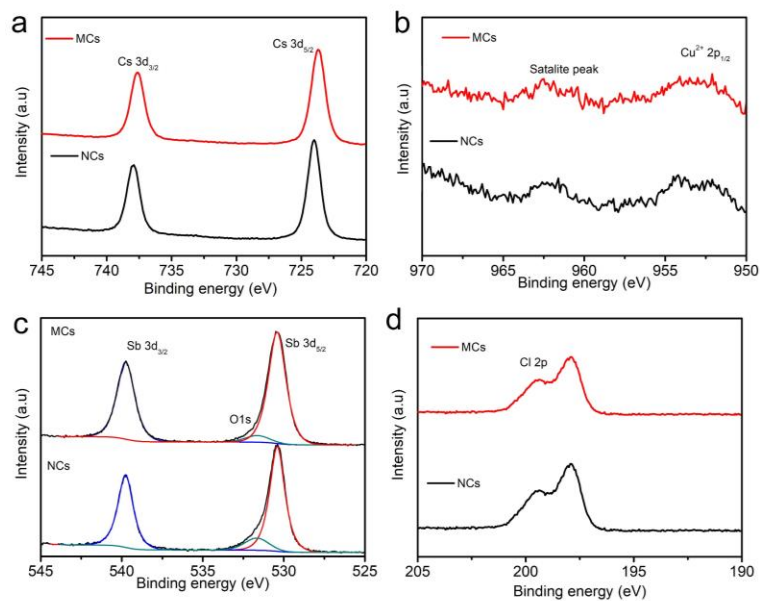 a
MCs
Cs 3d3/2
Cs 3d5/2
NCs
Intensity (a.u)
745 740 735 730 725 720
Binding energy (eV)
b
MCs
Satalite peak
Cu2+ 2p1/2
NCs
Intensity (a.u)
970 965 960 955 950
Binding energy (eV)
c
MCs
Sb 3d3/2
Sb 3d5/2
O1s
NCs
Intensity (a.u)
545 540 535 530 525
Binding energy (eV)
d
MCs
Cl 2p
NCs
Intensity (a.u)
205 200 195 190
Binding energy (eV)